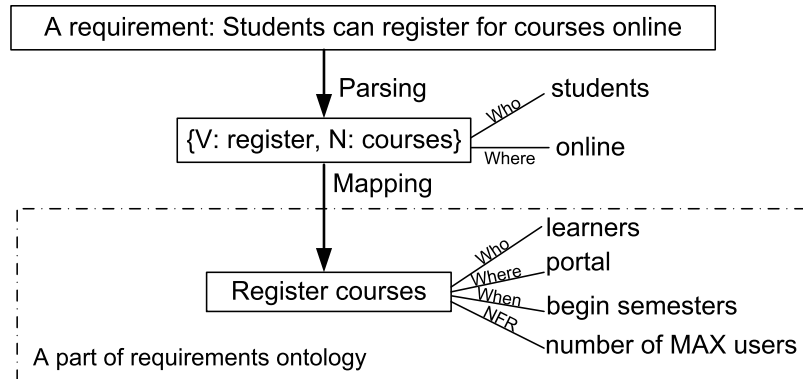 A requirement: Students can register for courses online
Parsing
{V: register, N: courses}
Who
students
Where
online
Mapping
Register courses
Who
learners
Where
portal
When
begin semesters
NFR
number of MAX users
A part of requirements ontology